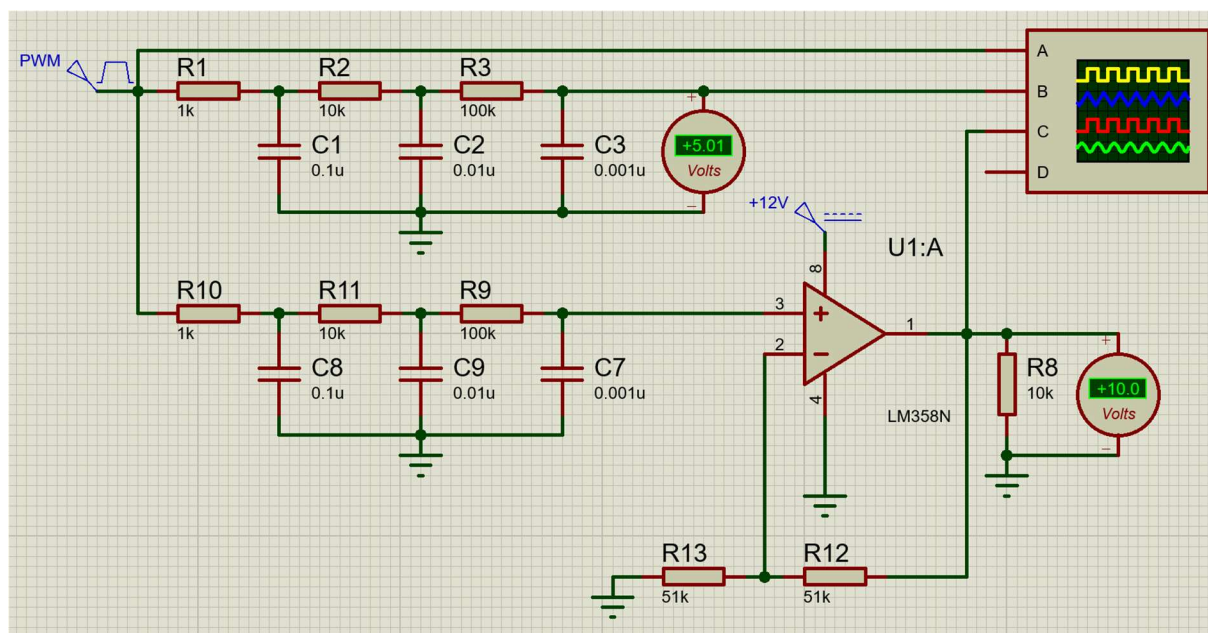 PWM
R1
1k
R2
10k
R3
100k
C1
0.1u
C2
0.01u
C3
0.001u
+
+5.01
Volts
−
A
B
C
D
+12V
U1:A
8
3
+
2
−
1
4
LM358N
R10
1k
R11
10k
R9
100k
C8
0.1u
C9
0.01u
C7
0.001u
R8
10k
+
+10.0
Volts
−
R13
51k
R12
51k